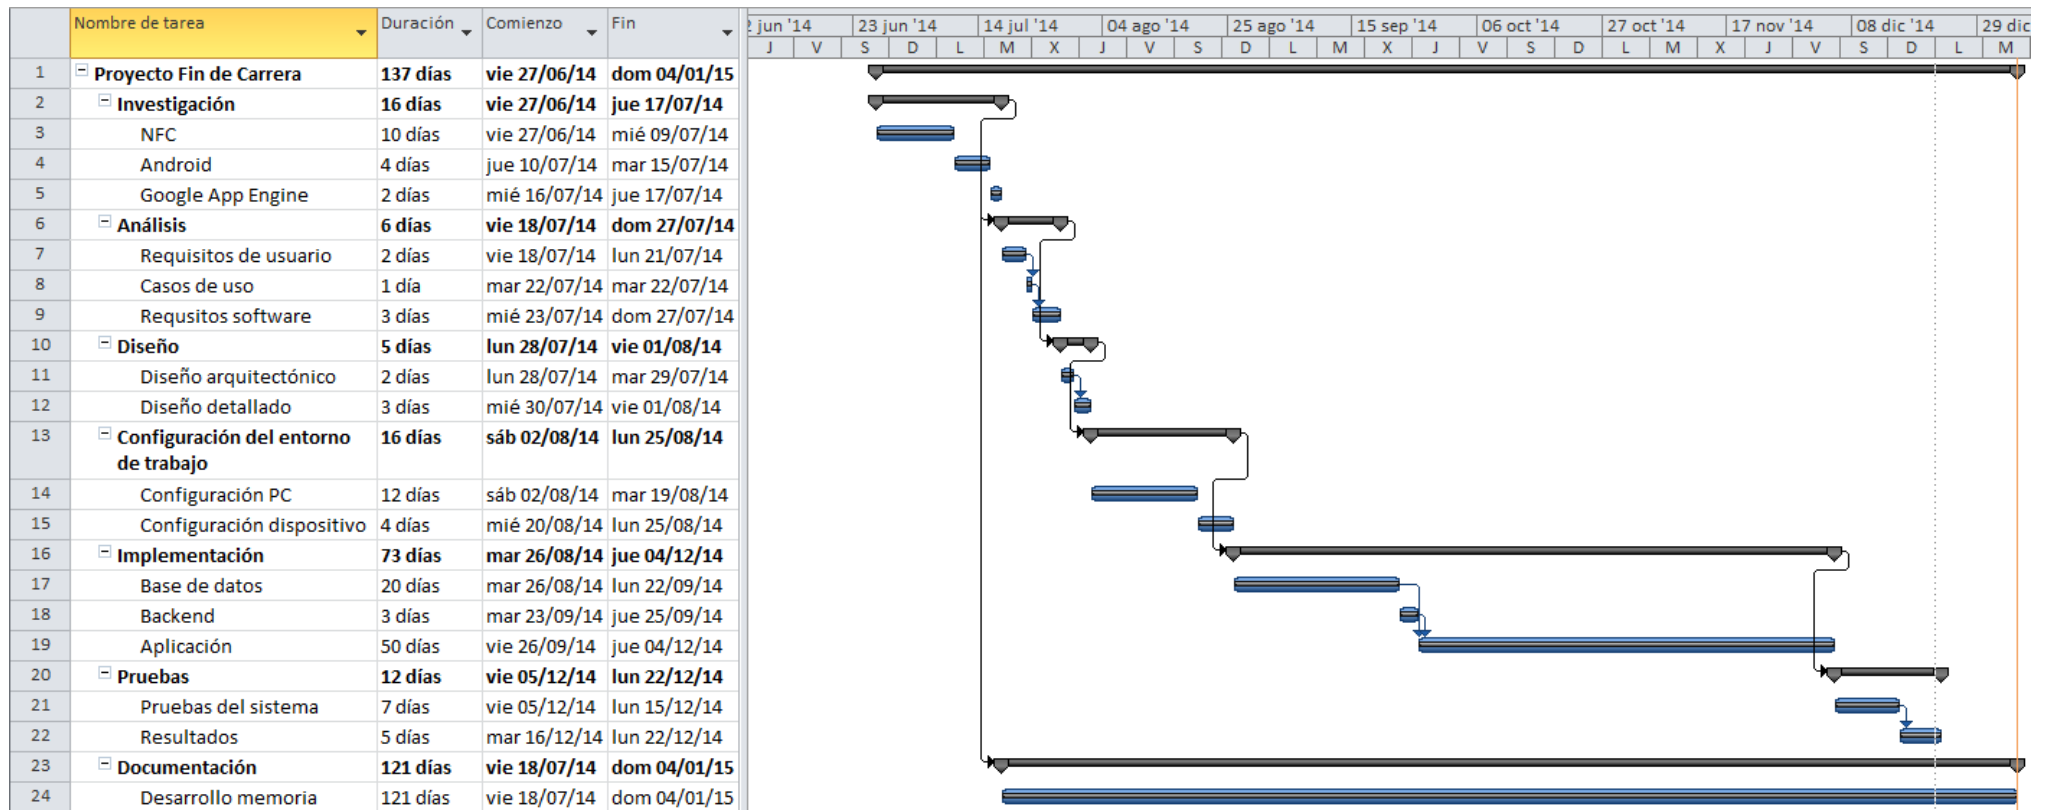 Nombre de tarea Duración Comienzo Fin jun '14 23 jun '14 14 jul '14 04 ago '14 25 ago '14 15 sep '14 06 oct '14 27 oct '14 17 nov '14 08 dic '14 29 dic
J V S D L M X J V S D L M X J V S D L M X J V S D L M
1 Proyecto Fin de Carrera 137 días vie 27/06/14 dom 04/01/15
2 Investigación 16 días vie 27/06/14 jue 17/07/14
3 NFC 10 días vie 27/06/14 mié 09/07/14
4 Android 4 días jue 10/07/14 mar 15/07/14
5 Google App Engine 2 días mié 16/07/14 jue 17/07/14
6 Análisis 6 días vie 18/07/14 dom 27/07/14
7 Requisitos de usuario 2 días vie 18/07/14 lun 21/07/14
8 Casos de uso 1 día mar 22/07/14 mar 22/07/14
9 Requsitos software 3 días mié 23/07/14 dom 27/07/14
10 Diseño 5 días lun 28/07/14 vie 01/08/14
11 Diseño arquitectónico 2 días lun 28/07/14 mar 29/07/14
12 Diseño detallado 3 días mié 30/07/14 vie 01/08/14
13 Configuración del entorno 16 días sáb 02/08/14 lun 25/08/14
de trabajo
14 Configuración PC 12 días sáb 02/08/14 mar 19/08/14
15 Configuración dispositivo 4 días mié 20/08/14 lun 25/08/14
16 Implementación 73 días mar 26/08/14 jue 04/12/14
17 Base de datos 20 días mar 26/08/14 lun 22/09/14
18 Backend 3 días mar 23/09/14 jue 25/09/14
19 Aplicación 50 días vie 26/09/14 jue 04/12/14
20 Pruebas 12 días vie 05/12/14 lun 22/12/14
21 Pruebas del sistema 7 días vie 05/12/14 lun 15/12/14
22 Resultados 5 días mar 16/12/14 lun 22/12/14
23 Documentación 121 días vie 18/07/14 dom 04/01/15
24 Desarrollo memoria 121 días vie 18/07/14 dom 04/01/15